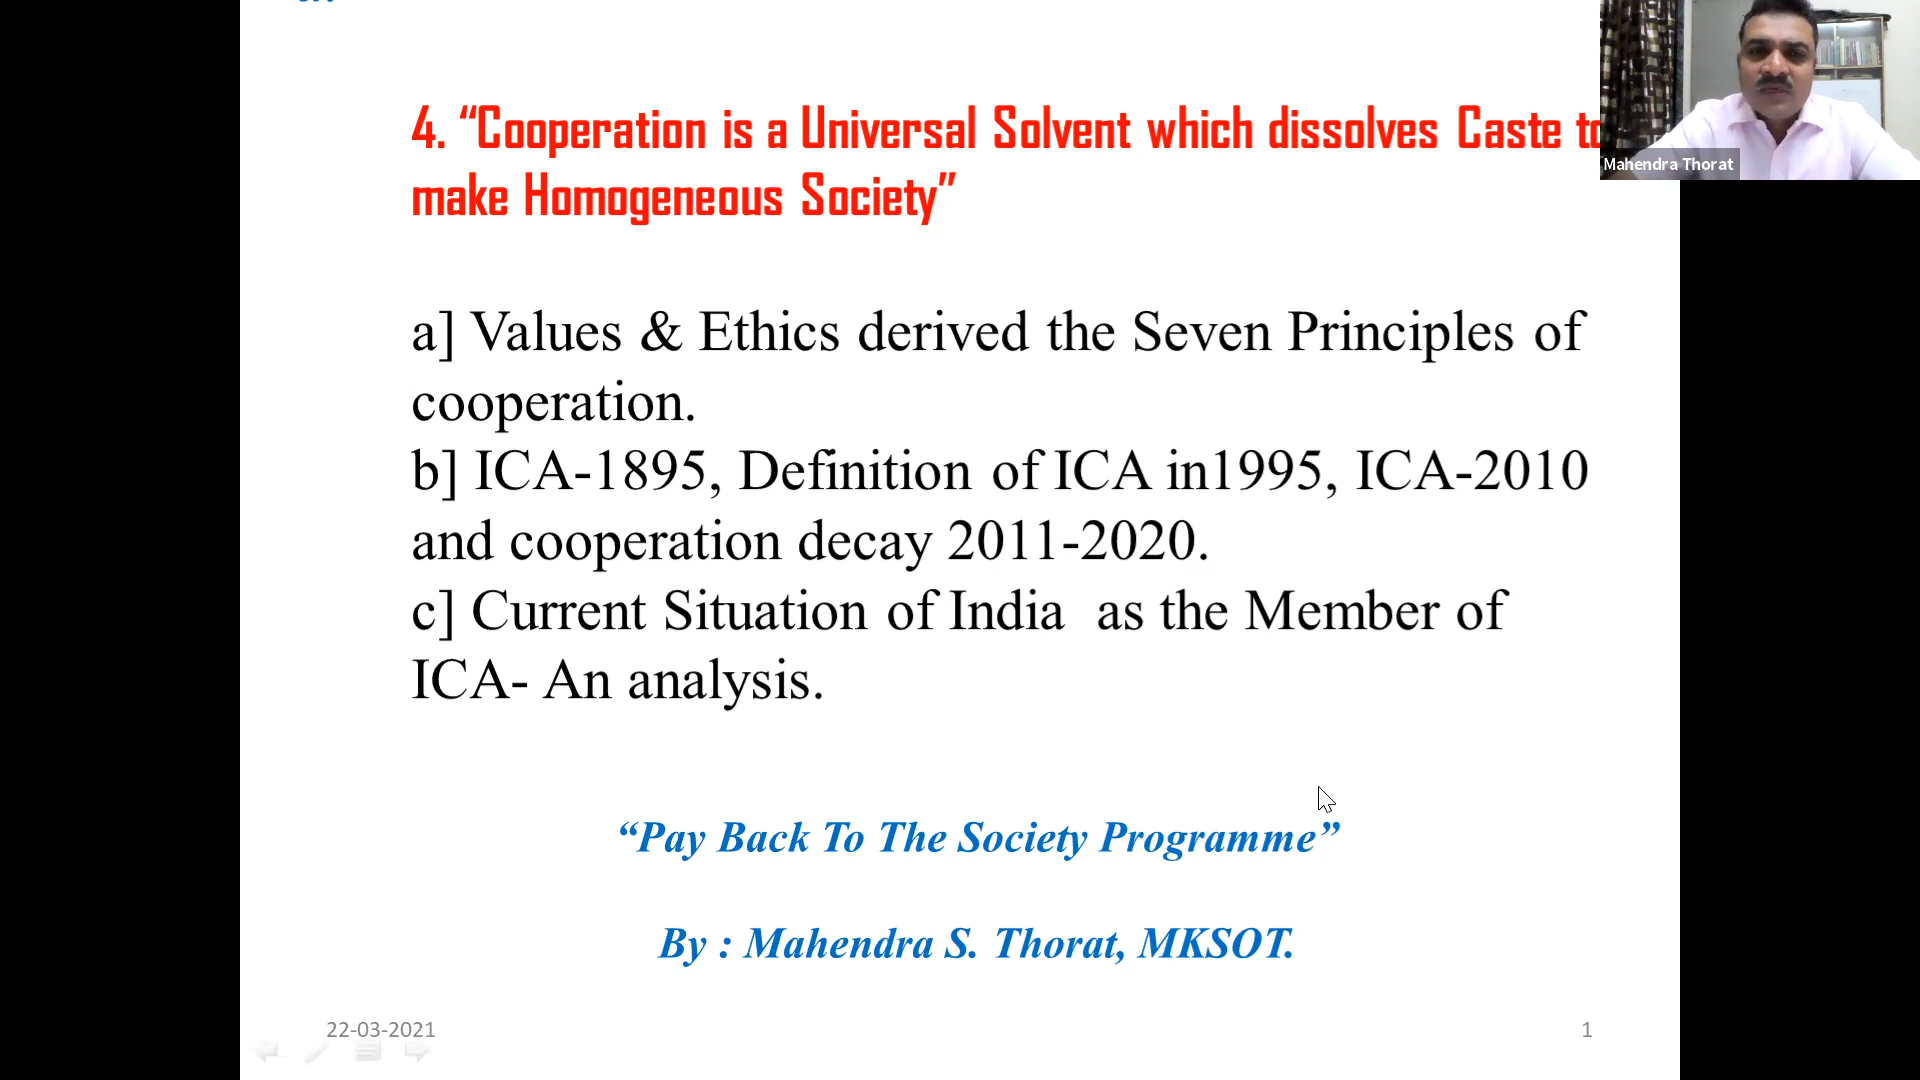 4. “Cooperation is a Universal Solvent which dissolves Caste to
make Homogeneous Society”
Mahendra Thorat
a] Values & Ethics derived the Seven Principles of
cooperation.
b] ICA-1895, Definition of ICA in1995, ICA-2010
and cooperation decay 2011-2020.
c] Current Situation of India  as the Member of
ICA- An analysis.
“Pay Back To The Society Programme”
By : Mahendra S. Thorat, MKSOT.
22-03-2021
1